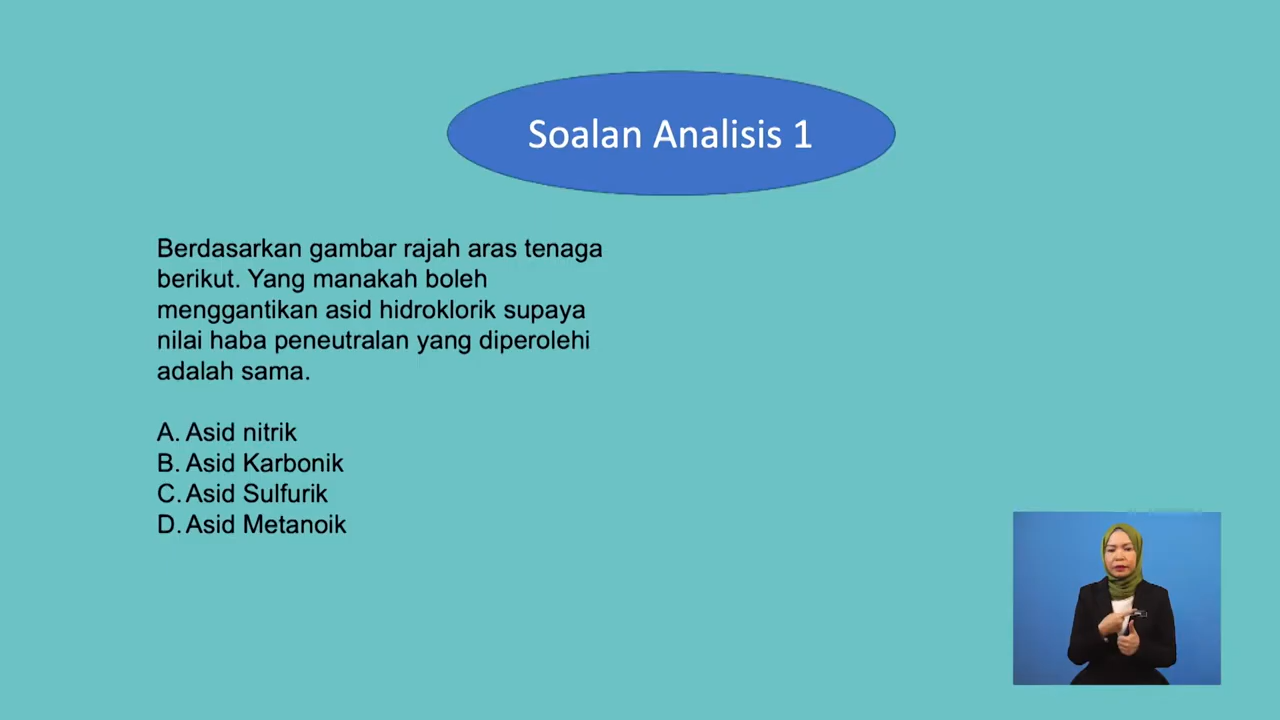 Soalan Analisis 1
Berdasarkan gambar rajah aras tenaga
berikut. Yang manakah boleh
menggantikan asid hidroklorik supaya
nilai haba peneutralan yang diperolehi
adalah sama.
A. Asid nitrik
B. Asid Karbonik
C. Asid Sulfurik
D. Asid Metanoik